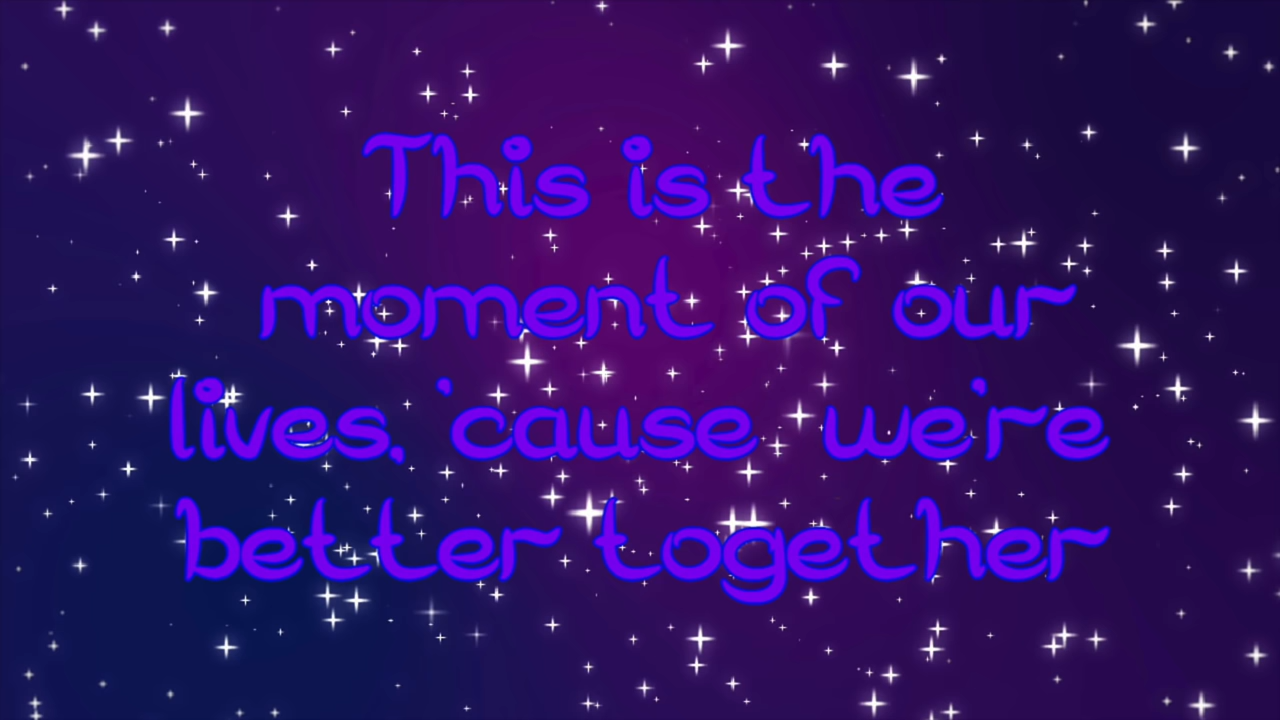 This is the
moment of our
lives, 'cause we're
better together